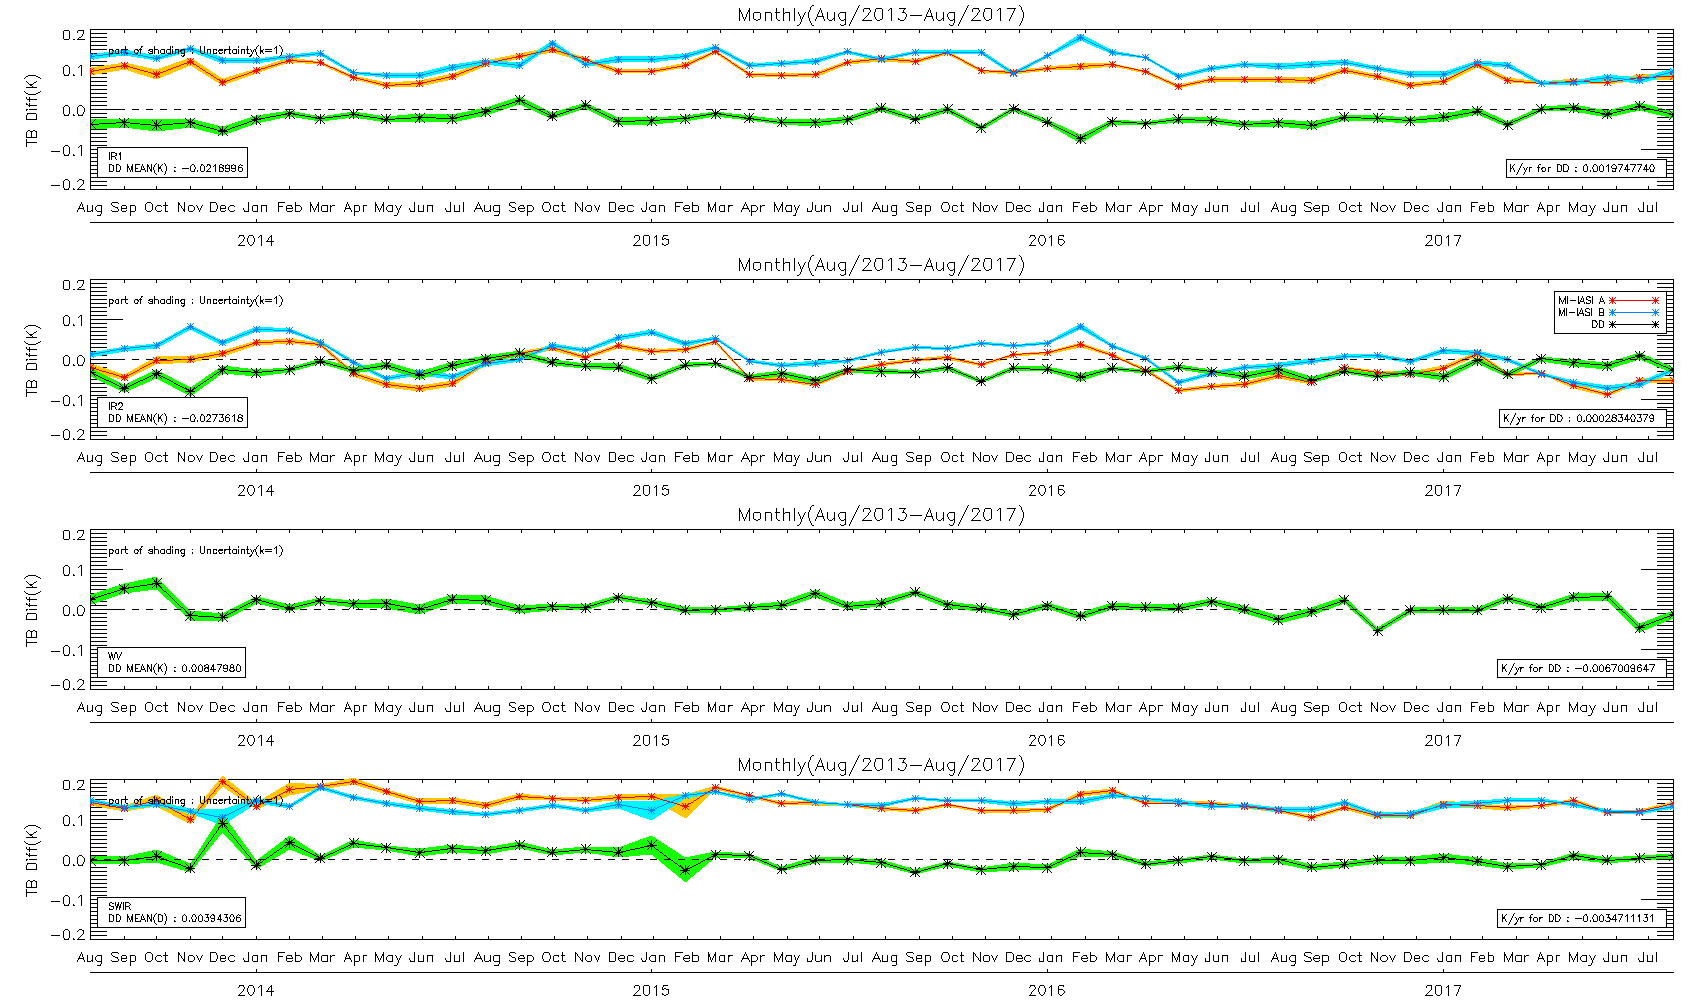 Monthly(Aug/2013-Aug/2017)
0.2
part of shading : Uncertainty(k=1)
0.1
TB Diff(K)
0.0
-0.1
IR1
DD MEAN(K) : -0.0218996
K/yr for DD : 0.0019747740
-0.2
Aug Sep Oct Nov Dec Jan Feb Mar Apr May Jun Jul Aug Sep Oct Nov Dec Jan Feb Mar Apr May Jun Jul Aug Sep Oct Nov Dec Jan Feb Mar Apr May Jun Jul Aug Sep Oct Nov Dec Jan Feb Mar Apr May Jun Jul
2014 2015 2016 2017
Monthly(Aug/2013-Aug/2017)
0.2
part of shading : Uncertainty(k=1)
MI-IASI A
MI-IASI B
DD
0.1
TB Diff(K)
0.0
-0.1
IR2
DD MEAN(K) : -0.0273618
K/yr for DD : 0.00028340379
-0.2
Aug Sep Oct Nov Dec Jan Feb Mar Apr May Jun Jul Aug Sep Oct Nov Dec Jan Feb Mar Apr May Jun Jul Aug Sep Oct Nov Dec Jan Feb Mar Apr May Jun Jul Aug Sep Oct Nov Dec Jan Feb Mar Apr May Jun Jul
2014 2015 2016 2017
Monthly(Aug/2013-Aug/2017)
0.2
part of shading : Uncertainty(k=1)
0.1
TB Diff(K)
0.0
-0.1
WV
DD MEAN(K) : 0.00847980
K/yr for DD : -0.0067009647
-0.2
Aug Sep Oct Nov Dec Jan Feb Mar Apr May Jun Jul Aug Sep Oct Nov Dec Jan Feb Mar Apr May Jun Jul Aug Sep Oct Nov Dec Jan Feb Mar Apr May Jun Jul Aug Sep Oct Nov Dec Jan Feb Mar Apr May Jun Jul
2014 2015 2016 2017
Monthly(Aug/2013-Aug/2017)
0.2
part of shading : Uncertainty(k=1)
0.1
TB Diff(K)
0.0
-0.1
SWIR
DD MEAN(D) : 0.00394306
K/yr for DD : -0.0034711131
-0.2
Aug Sep Oct Nov Dec Jan Feb Mar Apr May Jun Jul Aug Sep Oct Nov Dec Jan Feb Mar Apr May Jun Jul Aug Sep Oct Nov Dec Jan Feb Mar Apr May Jun Jul Aug Sep Oct Nov Dec Jan Feb Mar Apr May Jun Jul
2014 2015 2016 2017